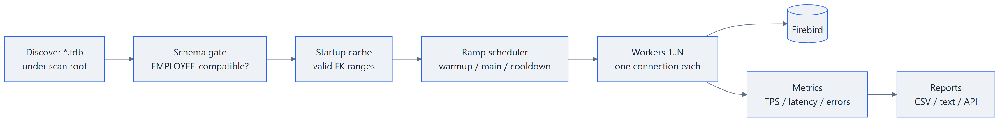 Discover *.fdb
under scan root
Schema gate
EMPLOYEE-compatible?
Startup cache
valid FK ranges
Ramp scheduler
warmup / main / cooldown
Workers 1..N
one connection each
Firebird
Metrics
TPS / latency / errors
Reports
CSV / text / API